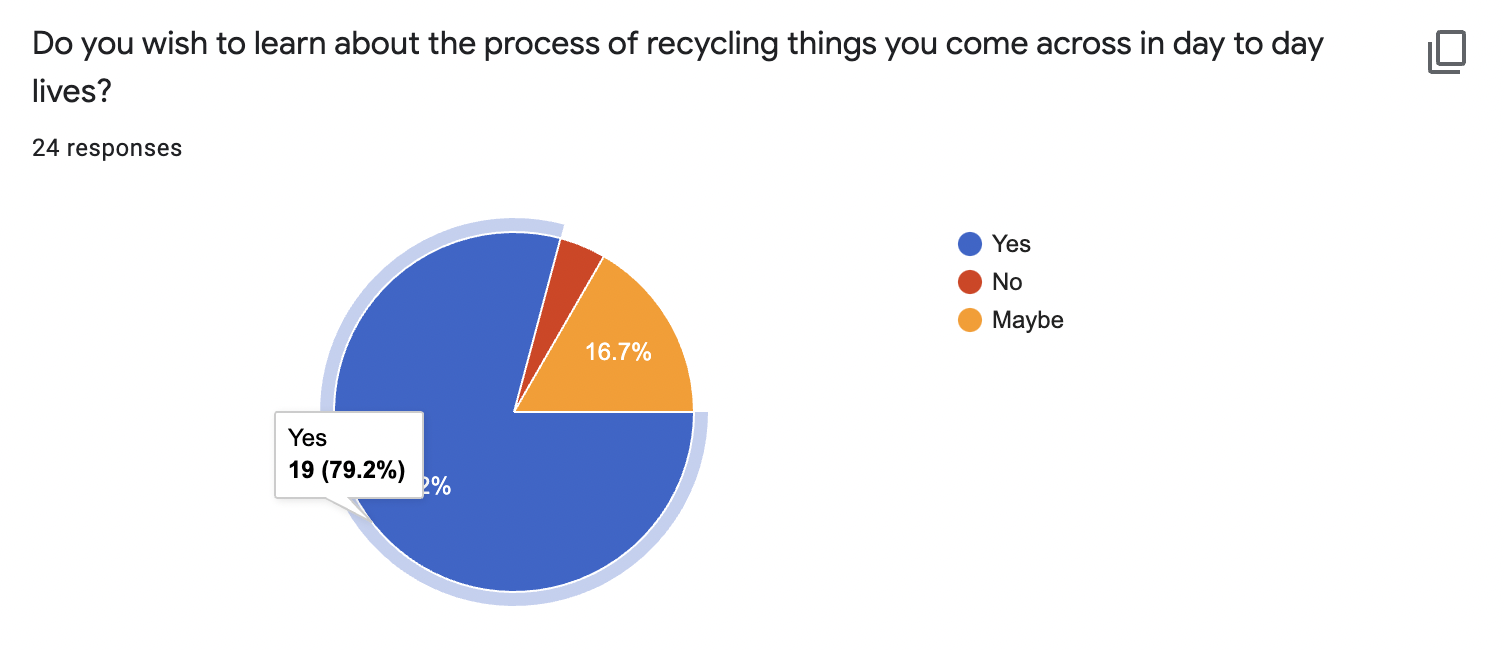 Do you wish to learn about the process of recycling things you come across in day to day
lives?
24 responses
Yes
No
Maybe
16.7%
Yes
19 (79.2%)
2%